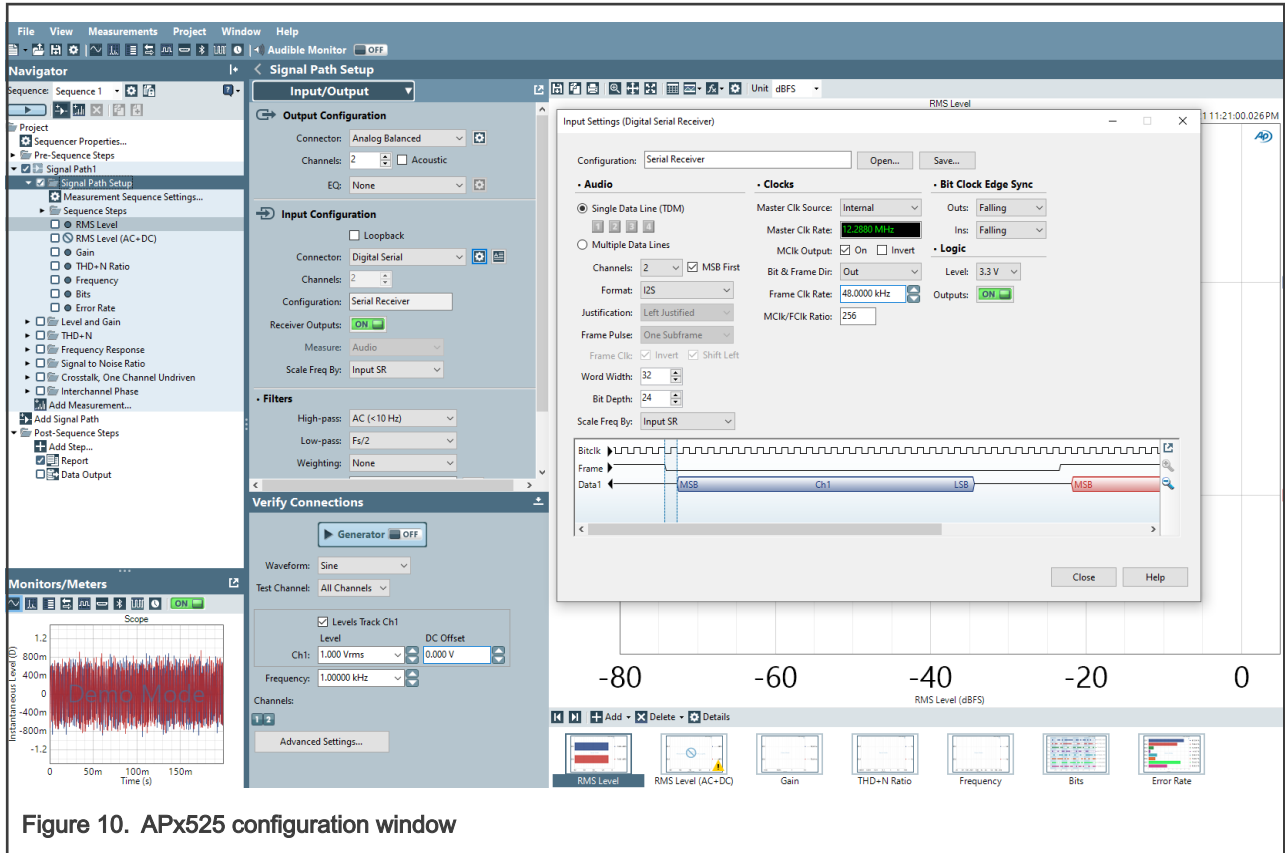 File View Measurements Project Window Help
Audible Monitor OFF
Navigator
Sequence: Sequence 1
Project
Sequencer Properties...
Pre-Sequence Steps
Signal Path1
Signal Path Setup
Measurement Sequence Settings...
Sequence Steps
RMS Level
RMS Level (AC+DC)
Gain
THD+N Ratio
Frequency
Bits
Error Rate
Level and Gain
THD+N
Frequency Response
Signal to Noise Ratio
Crosstalk, One Channel Undriven
Interchannel Phase
Add Measurement...
Add Signal Path
Post-Sequence Steps
Add Step...
Report
Data Output
Monitors/Meters
ON
Scope
Instantaneous Level (D)
1.2
800m
400m
0
-400m
-800m
-1.2
Demo Mode
0 50m 100m 150m
Time (s)
Signal Path Setup
Input/Output
Output Configuration
Connector: Analog Balanced
Channels: 2 Acoustic
EQ: None
Input Configuration
Loopback
Connector: Digital Serial
Channels: 2
Configuration: Serial Receiver
Receiver Outputs: ON
Measure: Audio
Scale Freq By: Input SR
Filters
High-pass: AC (<10 Hz)
Low-pass: Fs/2
Weighting: None
Verify Connections
Generator OFF
Waveform: Sine
Test Channel: All Channels
Levels Track Ch1
Level DC Offset
Ch1: 1.000 Vrms 0.000 V
Frequency: 1.00000 kHz
Channels:
1 2
Advanced Settings...
Unit dBFS
RMS Level
1 11:21:00.026 PM
AP
Input Settings (Digital Serial Receiver)
Configuration: Serial Receiver Open... Save...
Audio
Single Data Line (TDM)
1 2 3 4
Multiple Data Lines
Channels: 2 MSB First
Format: I2S
Justification: Left Justified
Frame Pulse: One Subframe
Frame Clk: Invert Shift Left
Word Width: 32
Bit Depth: 24
Scale Freq By: Input SR
Clocks
Master Clk Source: Internal
Master Clk Rate: 12.2880 MHz
MClk Output: On Invert
Bit & Frame Dir: Out
Frame Clk Rate: 48.0000 kHz
MClk/FClk Ratio: 256
Bit Clock Edge Sync
Outs: Falling
Ins: Falling
Logic
Level: 3.3 V
Outputs: ON
Bitclk
Frame
Data1 MSB Ch1 LSB MSB
Close Help
-80 -60 -40 -20 0
RMS Level (dBFS)
Add Delete Details
RMS Level RMS Level (AC+DC) Gain THD+N Ratio Frequency Bits Error Rate
Figure 10. APx525 configuration window